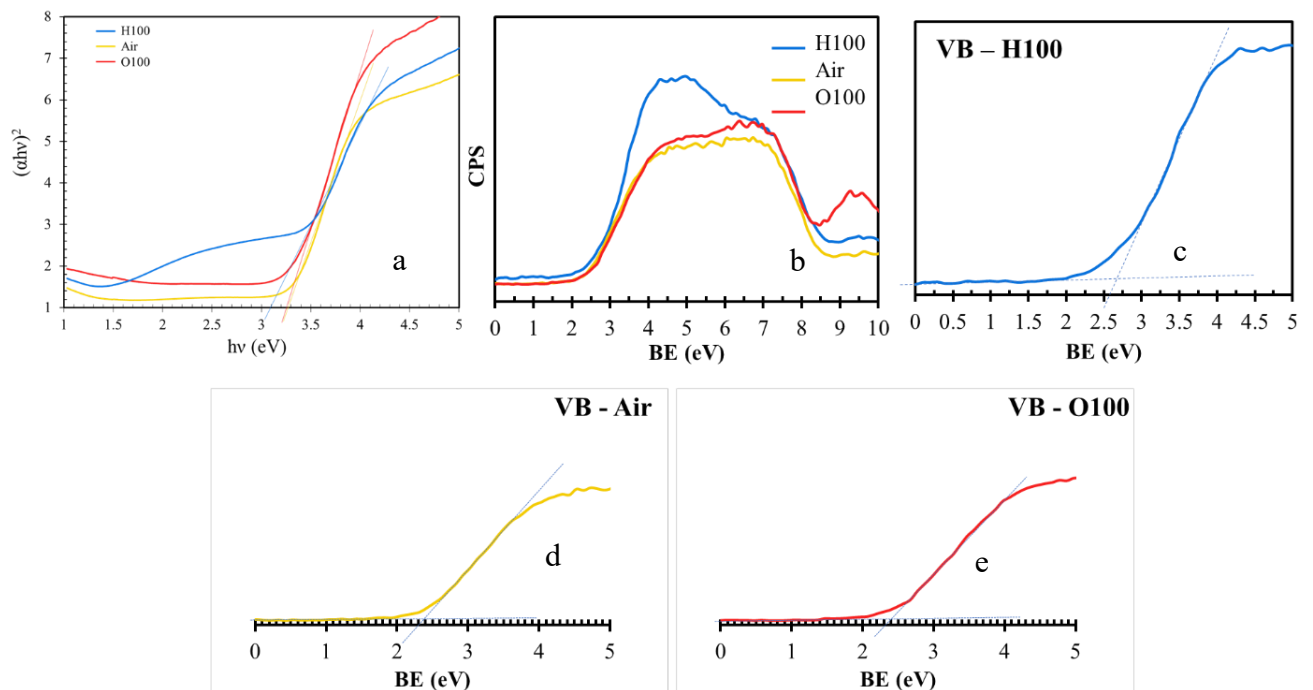 8
7
6
5
4
3
2
1
(αhν)²
H100
Air
O100
a
1 1.5 2 2.5 3 3.5 4 4.5 5
hν (eV)
CPS
H100
Air
O100
b
0 1 2 3 4 5 6 7 8 9 10
BE (eV)
VB – H100
c
0 0.5 1 1.5 2 2.5 3 3.5 4 4.5 5
BE (eV)
VB - Air
d
0 1 2 3 4 5
BE (eV)
VB - O100
e
0 1 2 3 4 5
BE (eV)